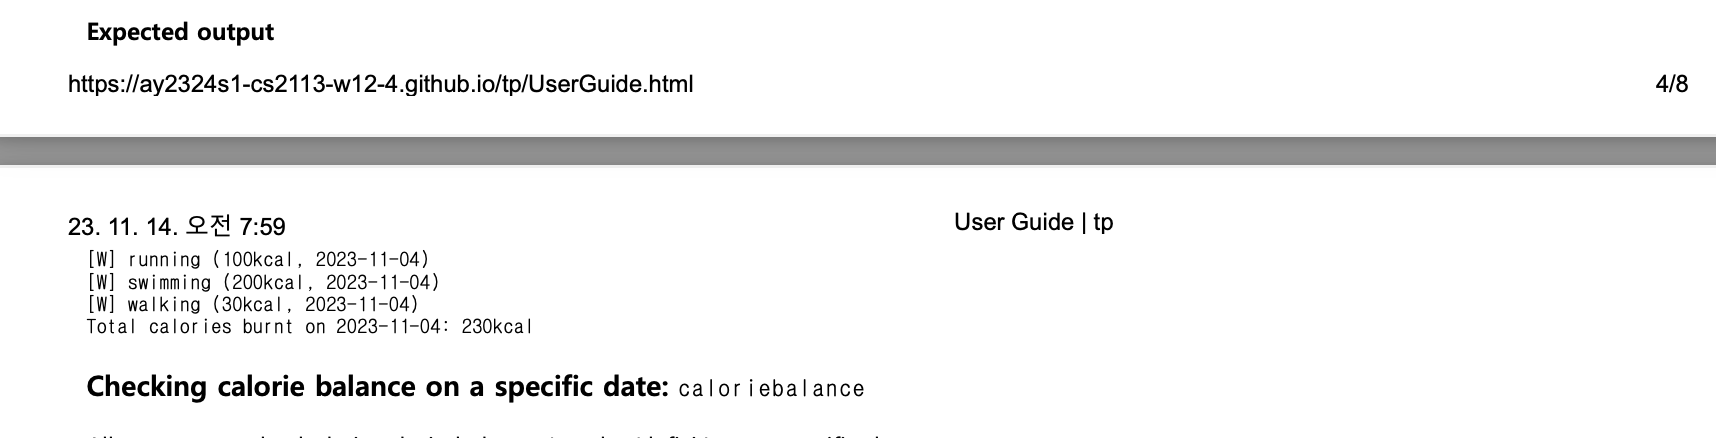 Expected output
https://ay2324s1-cs2113-w12-4.github.io/tp/UserGuide.html 4/8
23. 11. 14. 오전 7:59 User Guide | tp
[W] running (100kcal, 2023-11-04)
[W] swimming (200kcal, 2023-11-04)
[W] walking (30kcal, 2023-11-04)
Total calories burnt on 2023-11-04: 230kcal
Checking calorie balance on a specific date: caloriebalance